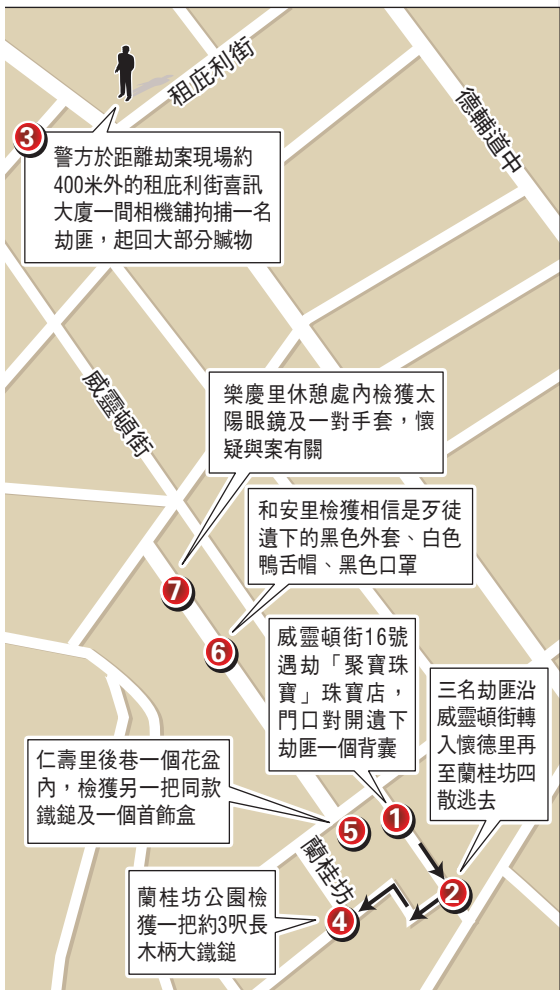 租庇利街
德輔道中
3
警方於距離劫案現場約
400米外的租庇利街喜訊
大廈一間相機舖拘捕一名
劫匪，起回大部分贓物
威靈頓街
樂慶里休憩處內檢獲太
陽眼鏡及一對手套，懷
疑與案有關
和安里檢獲相信是歹徒
遺下的黑色外套、白色
鴨舌帽、黑色口罩
7
6
威靈頓街16號
遇劫「聚寶珠
寶」珠寶店，
門口對開遺下
劫匪一個背囊
三名劫匪沿
威靈頓街轉
入懷德里再
至蘭桂坊四
散逃去
仁壽里後巷一個花盆
內，檢獲另一把同款
鐵鎚及一個首飾盒
5
1
蘭桂坊
2
4
蘭桂坊公園檢
獲一把約3呎長
木柄大鐵鎚